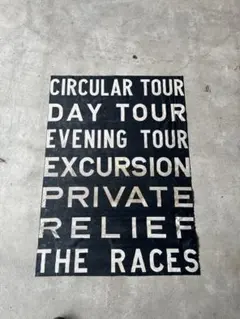 CIRCULAR TOUR
DAY TOUR
EVENING TOUR
EXCURSION
PRIVATE
RELIEF
THE RACES